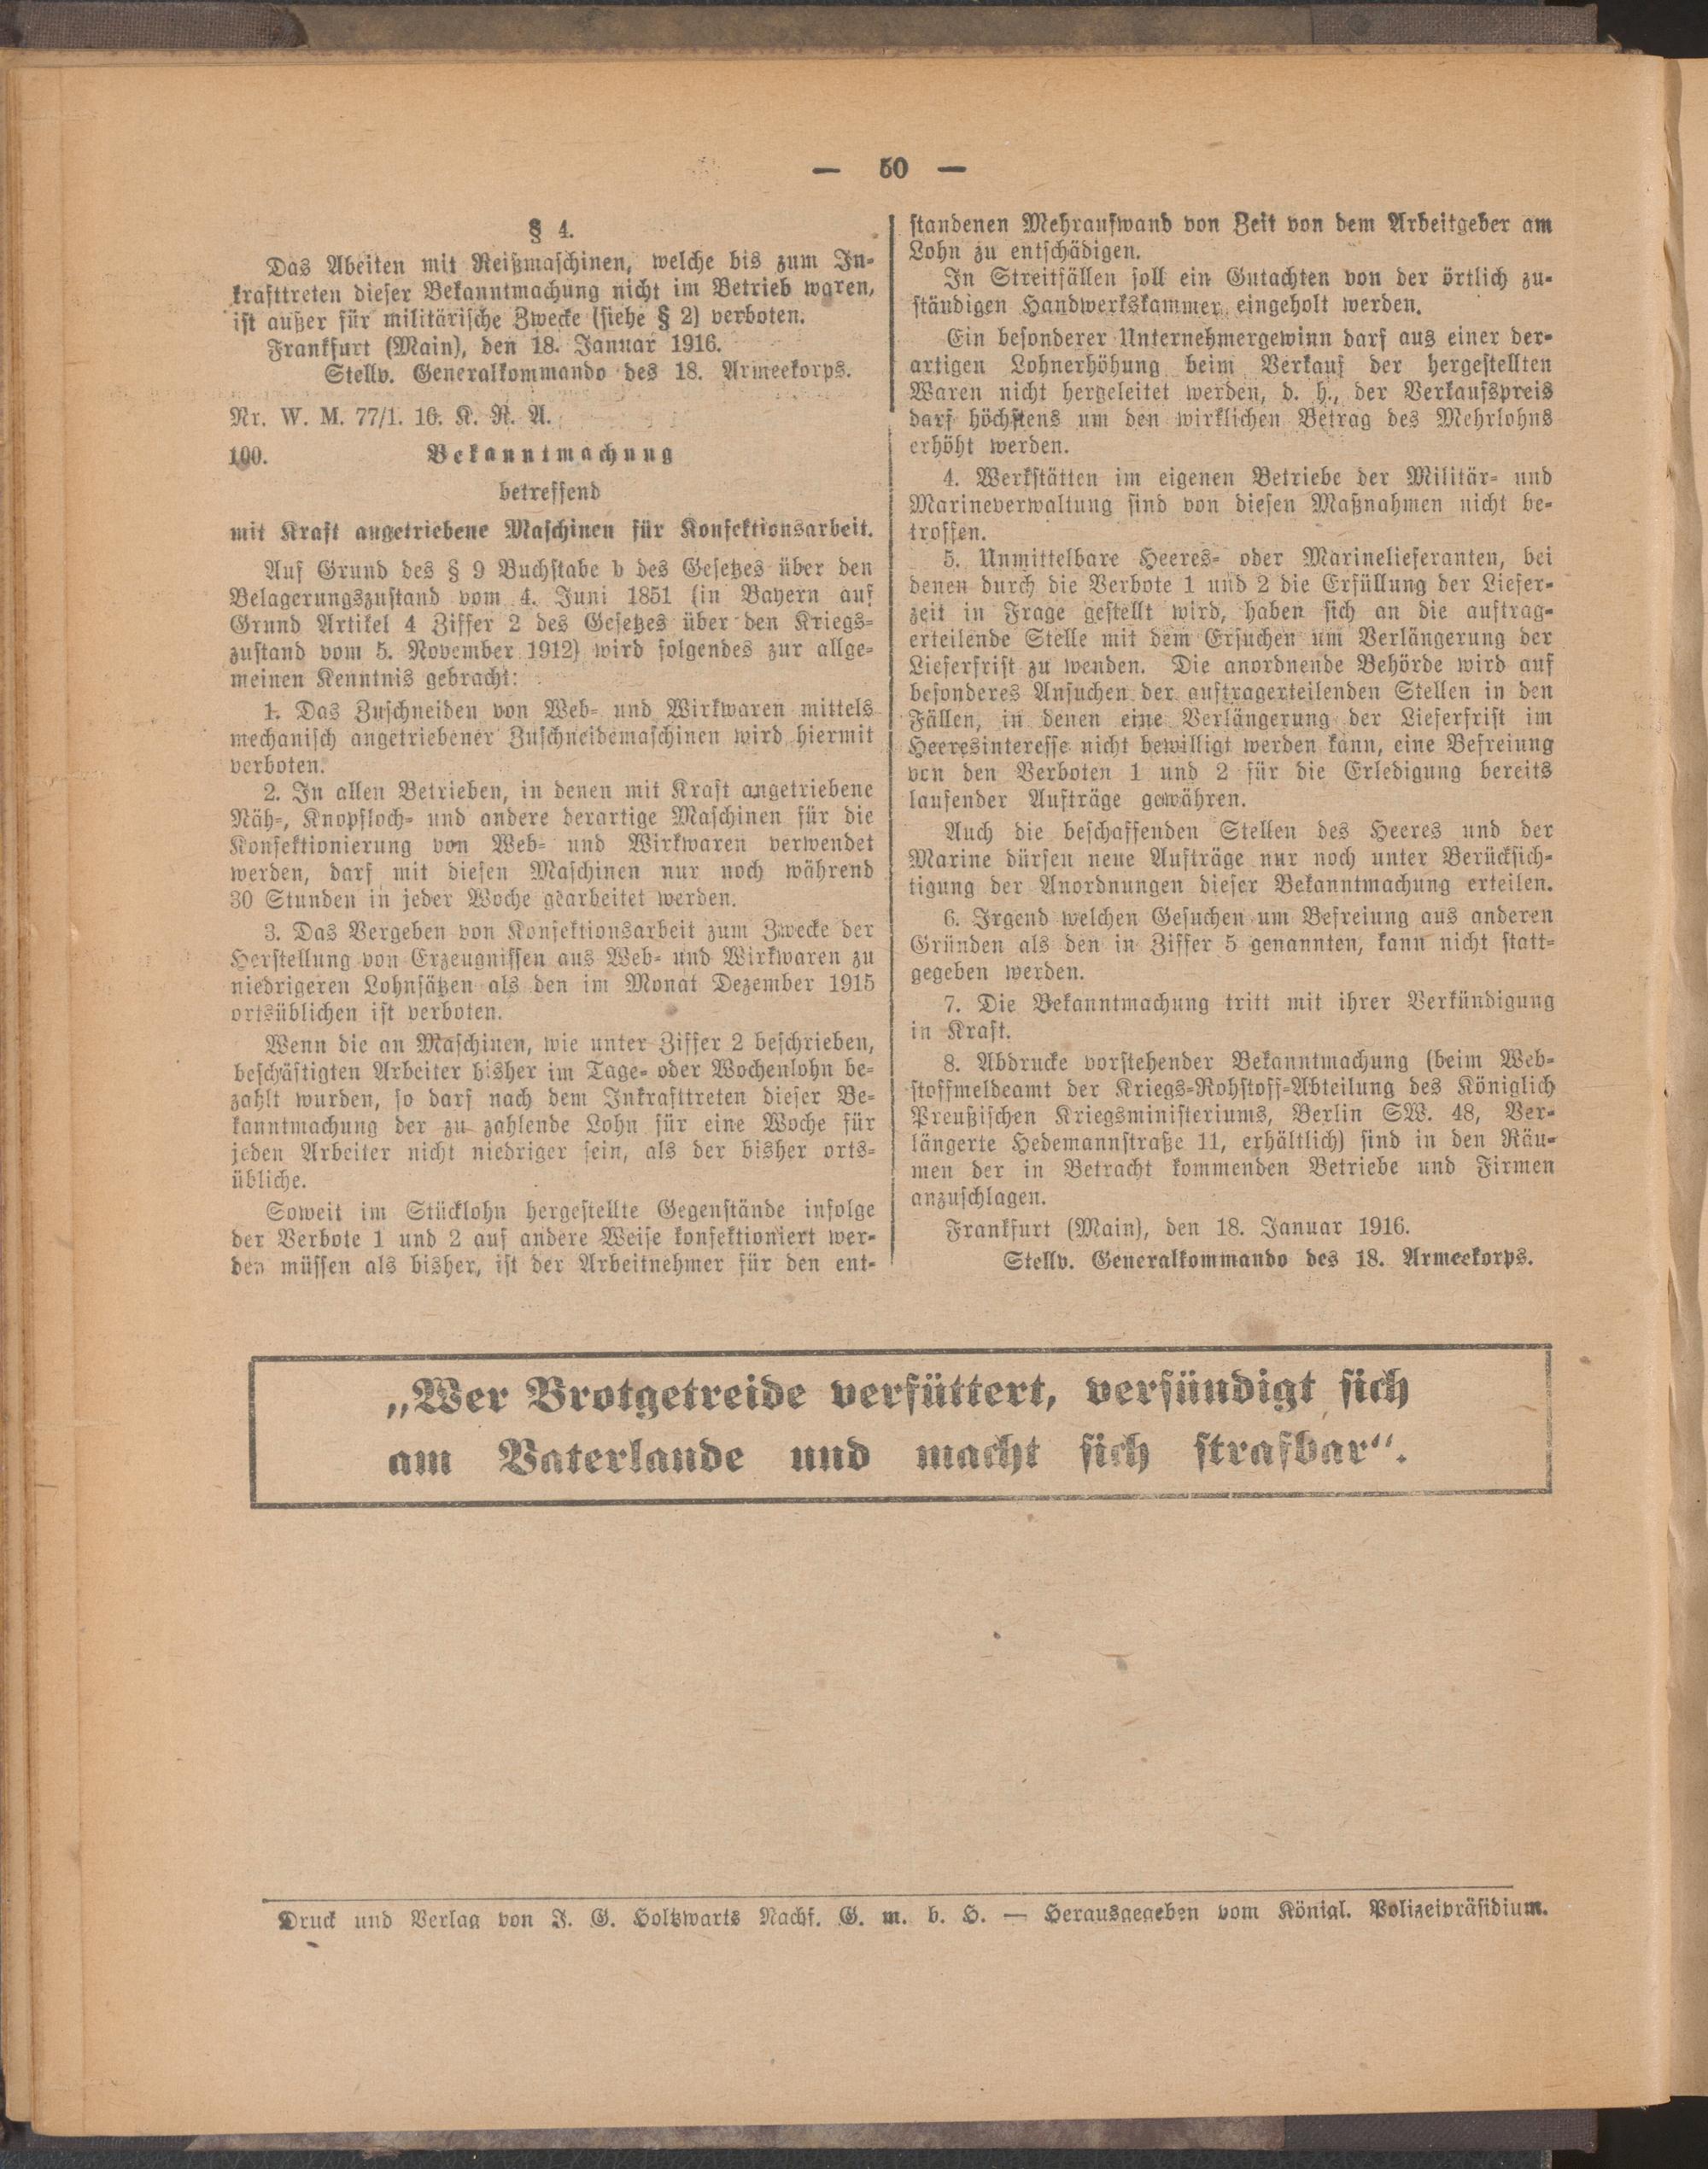 — 50 —
§ 4.
Das Abeiten mit Reißmaschinen, welche bis zum In-
krafttreten dieser Bekanntmachung nicht im Betrieb waren,
ist außer für militärische Zwecke (siehe § 2) verboten.
Frankfurt (Main), den 18. Januar 1916.
Stellv. Generalkommando des 18. Armeekorps.
Nr. W. M. 77/1. 16. K. R. A.
100. Bekanntmachung
betreffend
mit Kraft angetriebene Maschinen für Konfektionsarbeit.
Auf Grund des § 9 Buchstabe b des Gesetzes über den
Belagerungszustand vom 4. Juni 1851 (in Bayern auf
Grund Artikel 4 Ziffer 2 des Gesetzes über den Kriegs-
zustand vom 5. November 1912) wird folgendes zur allge-
meinen Kenntnis gebracht:
1. Das Zuschneiden von Web- und Wirkwaren mittels
mechanisch angetriebener Zuschneidemaschinen wird hiermit
verboten.
2. In allen Betrieben, in denen mit Kraft angetriebene
Näh-, Knopfloch- und andere derartige Maschinen für die
Konfektionierung von Web- und Wirkwaren verwendet
werden, darf mit diesen Maschinen nur noch während
30 Stunden in jeder Woche gearbeitet werden.
3. Das Vergeben von Konfektionsarbeit zum Zwecke der
Herstellung von Erzeugnissen aus Web- und Wirkwaren zu
niedrigeren Lohnsätzen als den im Monat Dezember 1915
ortsüblichen ist verboten.
Wenn die an Maschinen, wie unter Ziffer 2 beschrieben,
beschäftigten Arbeiter bisher im Tage- oder Wochenlohn be-
zahlt wurden, so darf nach dem Inkrafttreten dieser Be-
kanntmachung der zu zahlende Lohn für eine Woche für
jeden Arbeiter nicht niedriger sein, als der bisher orts-
übliche.
Soweit im Stücklohn hergestellte Gegenstände infolge
der Verbote 1 und 2 auf andere Weise konfektioniert wer-
den müssen als bisher, ist der Arbeitnehmer für den ent-
standenen Mehraufwand von Zeit von dem Arbeitgeber am
Lohn zu entschädigen.
In Streitfällen soll ein Gutachten von der örtlich zu-
ständigen Handwerkskammer eingeholt werden.
Ein besonderer Unternehmergewinn darf aus einer der-
artigen Lohnerhöhung beim Verkauf der hergestellten
Waren nicht hergeleitet werden, d. h., der Verkaufspreis
darf höchstens um den wirklichen Betrag des Mehrlohns
erhöht werden.
4. Werkstätten im eigenen Betriebe der Militär- und
Marineverwaltung sind von diesen Maßnahmen nicht be-
troffen.
5. Unmittelbare Heeres- oder Marinelieferanten, bei
denen durch die Verbote 1 und 2 die Erfüllung der Liefer-
zeit in Frage gestellt wird, haben sich an die auftrag-
erteilende Stelle mit dem Ersuchen um Verlängerung der
Lieferfrist zu wenden. Die anordnende Behörde wird auf
besonderes Ansuchen der auftragerteilenden Stellen in den
Fällen, in denen eine Verlängerung der Lieferfrist im
Heeresinteresse nicht bewilligt werden kann, eine Befreiung
von den Verboten 1 und 2 für die Erledigung bereits
laufender Aufträge gewähren.
Auch die beschaffenden Stellen des Heeres und der
Marine dürfen neue Aufträge nur noch unter Berücksich-
tigung der Anordnungen dieser Bekanntmachung erteilen.
6. Irgend welchen Gesuchen um Befreiung aus anderen
Gründen als den in Ziffer 5 genannten, kann nicht statt-
gegeben werden.
7. Die Bekanntmachung tritt mit ihrer Verkündigung
in Kraft.
8. Abdrucke vorstehender Bekanntmachung (beim Web-
stoffmeldeamt der Kriegs-Rohstoff-Abteilung des Königlich
Preußischen Kriegsministeriums, Berlin SW. 48, Ver-
längerte Hedemannstraße 11, erhältlich) sind in den Räu-
men der in Betracht kommenden Betriebe und Firmen
anzuschlagen.
Frankfurt (Main), den 18. Januar 1916.
Stellv. Generalkommando des 18. Armeekorps.
„Wer Brotgetreide verfüttert, versündigt sich
am Vaterlande und macht sich strafbar“.
Druck und Verlag von J. G. Holtzwarts Nachf. G. m. b. H. — Herausgegeben vom Königl. Polizeipräsidium.